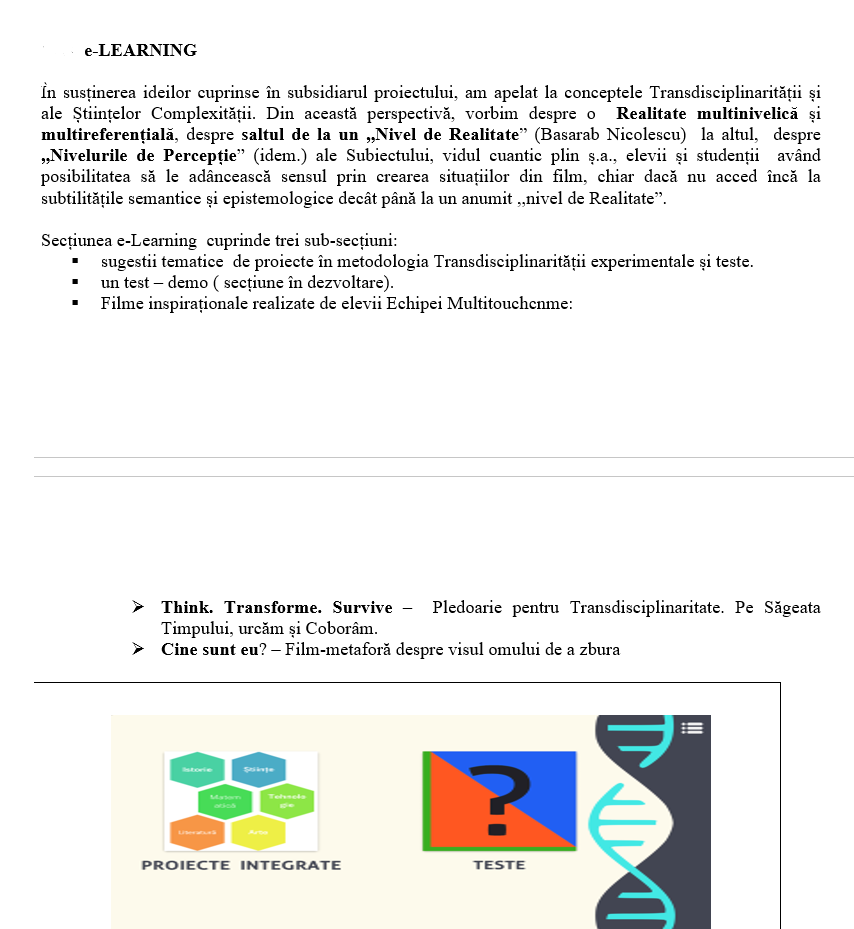 e-LEARNING
În susținerea ideilor cuprinse în subsidiarul proiectului, am apelat la conceptele Transdisciplinarității și
ale Științelor Complexității. Din această perspectivă, vorbim despre o Realitate multinivelică și
multireferențială, despre saltul de la un „Nivel de Realitate” (Basarab Nicolescu) la altul, despre
„Nivelurile de Percepție” (idem.) ale Subiectului, vidul cuantic plin ș.a., elevii și studenții având
posibilitatea să le adâncească sensul prin crearea situațiilor din film, chiar dacă nu acced încă la
subtilitățile semantice și epistemologice decât până la un anumit ,,nivel de Realitate”.
Secțiunea e-Learning cuprinde trei sub-secțiuni:
▪ sugestii tematice de proiecte în metodologia Transdisciplinarității experimentale și teste.
▪ un test – demo ( secțiune în dezvoltare).
▪ Filme inspiraționale realizate de elevii Echipei Multitouchcnme:
➢ Think. Transforme. Survive – Pledoarie pentru Transdisciplinaritate. Pe Săgeata
Timpului, urcăm și Coborâm.
➢ Cine sunt eu? – Film-metaforă despre visul omului de a zbura
Istorie Științe
Matem Tehnolo
atică gie
Literatură Arte
?
PROIECTE INTEGRATE TESTE